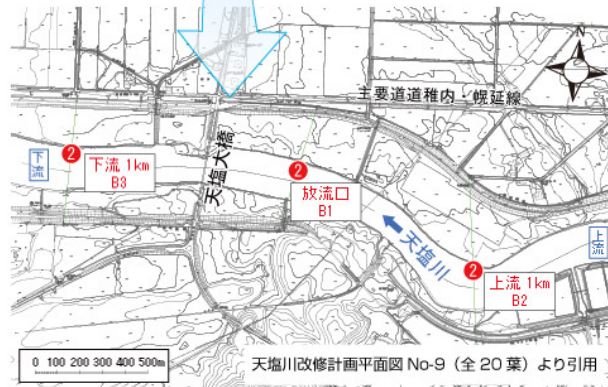 N
主要道道稚内・幌延線
下流
2
下流 1km
B3
天塩大橋
2
放流口
B1
天塩川
上流
2
上流 1km
B2
0 100 200 300 400 500m
天塩川改修計画平面図 No-9（全 20 葉）より引用